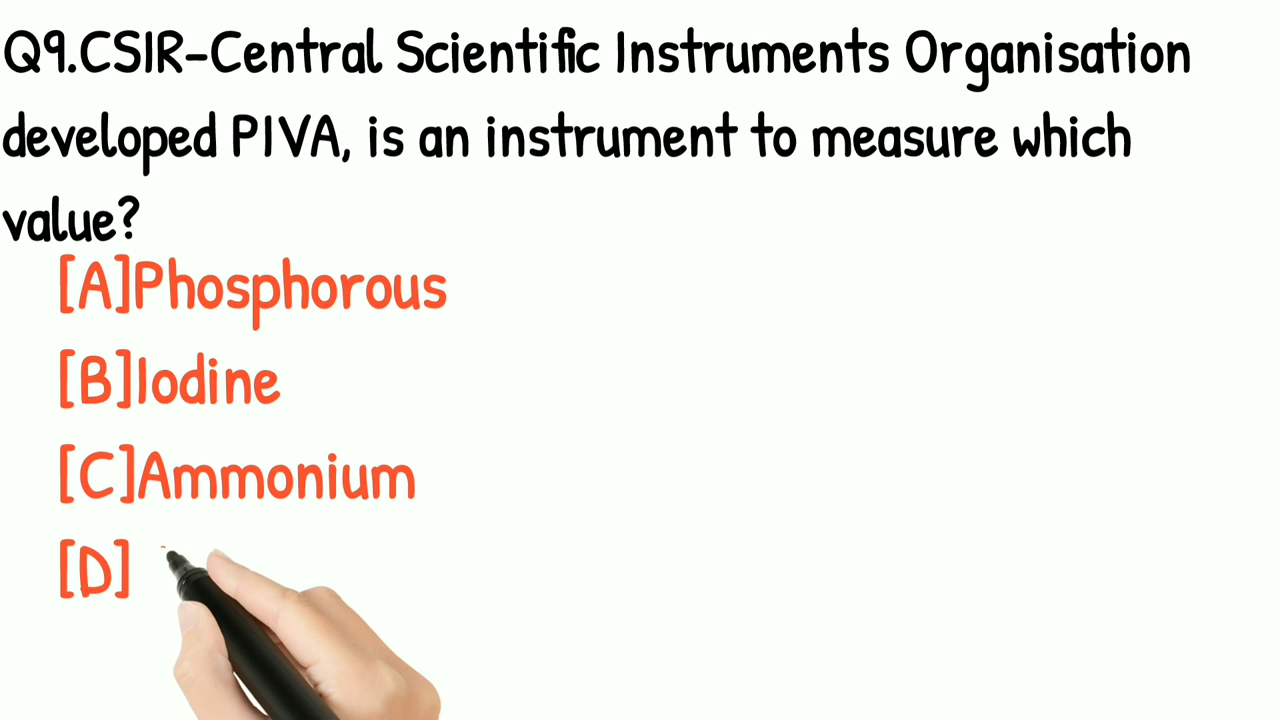 Q9.CSIR-Central Scientific Instruments Organisation
developed PIVA, is an instrument to measure which
value?
[A]Phosphorous
[B]Iodine
[C]Ammonium
[D]